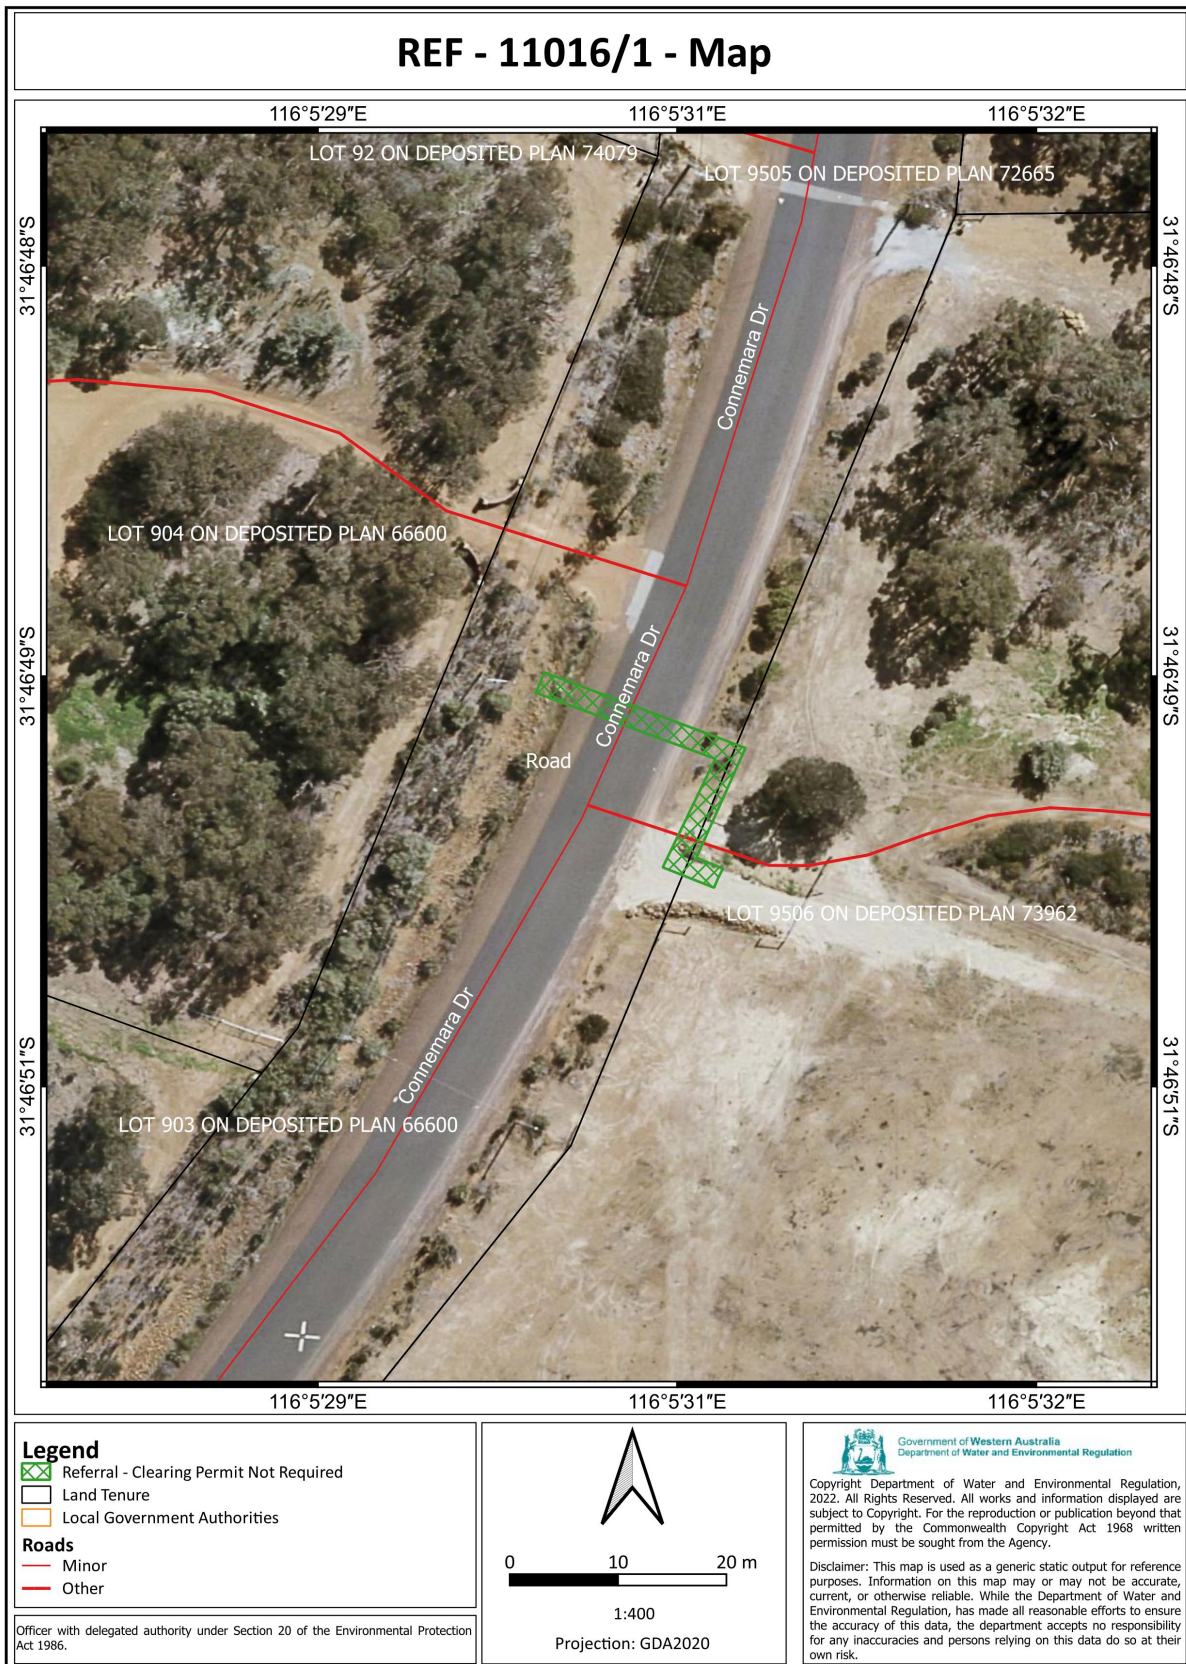 REF - 11016/1 - Map
116°5'29"E 116°5'31"E 116°5'32"E
LOT 92 ON DEPOSITED PLAN 74079
LOT 9505 ON DEPOSITED PLAN 72665
31°46'48"S
31°46'48"S
Connemara Dr
LOT 904 ON DEPOSITED PLAN 66600
31°46'49"S
31°46'49"S
Connemara Dr
Road
LOT 9506 ON DEPOSITED PLAN 73962
Connemara Dr
31°46'51"S
31°46'51"S
LOT 903 ON DEPOSITED PLAN 66600
116°5'29"E 116°5'31"E 116°5'32"E
Legend
Referral - Clearing Permit Not Required
Land Tenure
Local Government Authorities
Roads
Minor
Other
Officer with delegated authority under Section 20 of the Environmental Protection
Act 1986.
0 10 20 m
1:400
Projection: GDA2020
Government of Western Australia
Department of Water and Environmental Regulation
Copyright Department of Water and Environmental Regulation,
2022. All Rights Reserved. All works and information displayed are
subject to Copyright. For the reproduction or publication beyond that
permitted by the Commonwealth Copyright Act 1968 written
permission must be sought from the Agency.
Disclaimer: This map is used as a generic static output for reference
purposes. Information on this map may or may not be accurate,
current, or otherwise reliable. While the Department of Water and
Environmental Regulation, has made all reasonable efforts to ensure
the accuracy of this data, the department accepts no responsibility
for any inaccuracies and persons relying on this data do so at their
own risk.